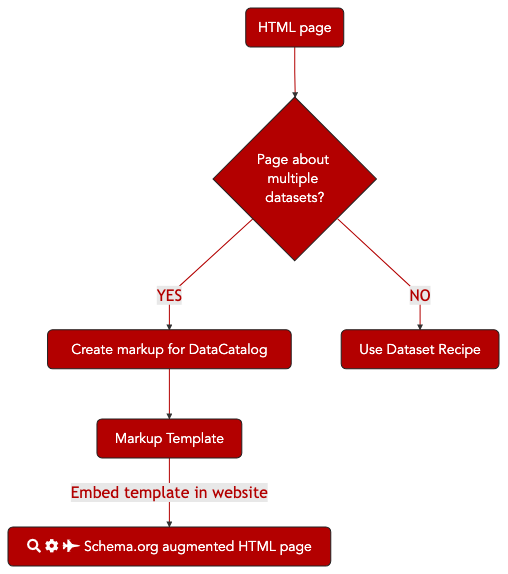 HTML page
Page about
multiple
datasets?
YES
NO
Create markup for DataCatalog
Use Dataset Recipe
Markup Template
Embed template in website
Schema.org augmented HTML page